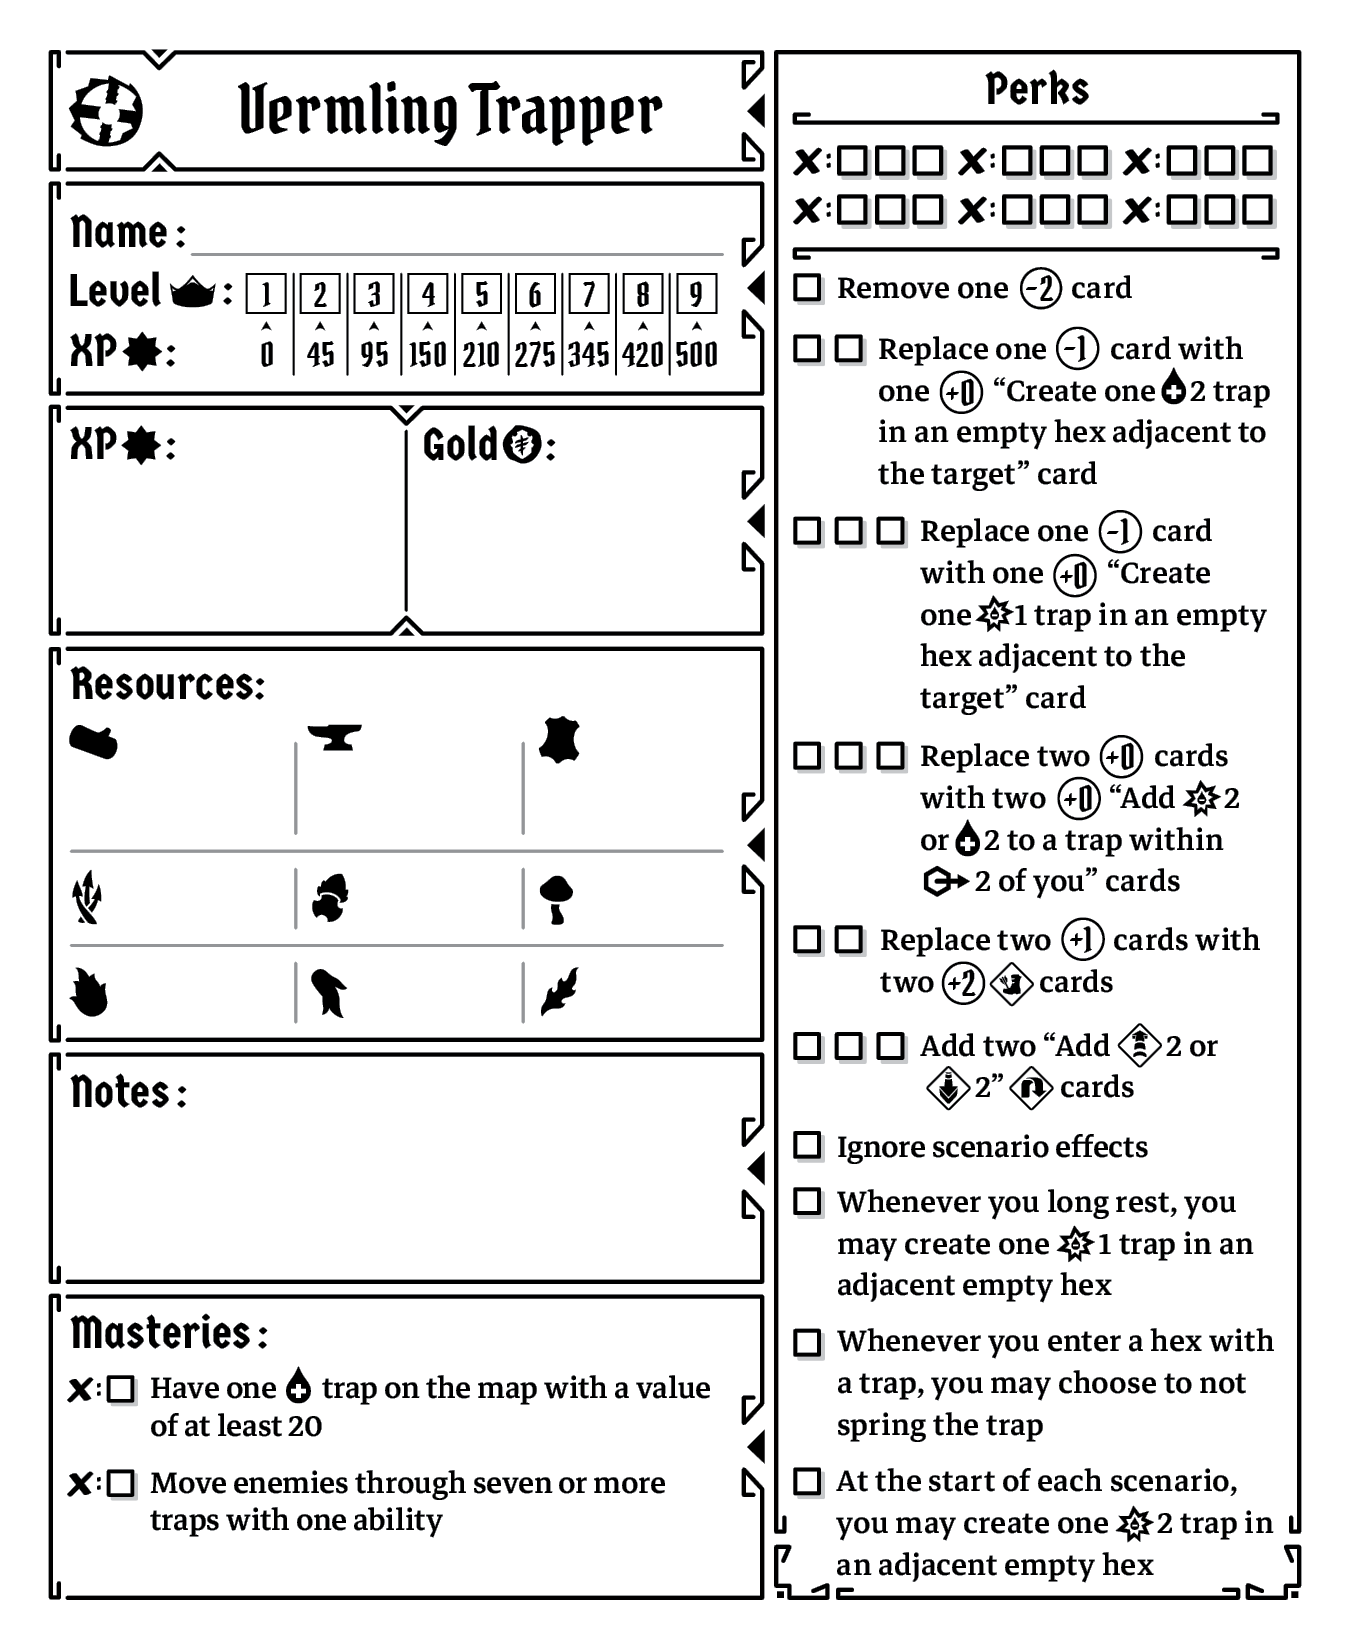 Vermling Trapper
Name:
Level : 1 2 3 4 5 6 7 8 9
XP : 0 45 95 150 210 275 345 420 500
XP : Gold :
Resources:
Notes:
Masteries:
Have one trap on the map with a value
of at least 20
Move enemies through seven or more
traps with one ability
Perks
Remove one -2 card
Replace one -1 card with
one +0 “Create one 2 trap
in an empty hex adjacent to
the target” card
Replace one -1 card
with one +0 “Create
one 1 trap in an empty
hex adjacent to the
target” card
Replace two +0 cards
with two +0 “Add 2
or 2 to a trap within
2 of you” cards
Replace two +1 cards with
two +2 cards
Add two “Add 2 or
2” cards
Ignore scenario effects
Whenever you long rest, you
may create one 1 trap in an
adjacent empty hex
Whenever you enter a hex with
a trap, you may choose to not
spring the trap
At the start of each scenario,
you may create one 2 trap in
an adjacent empty hex